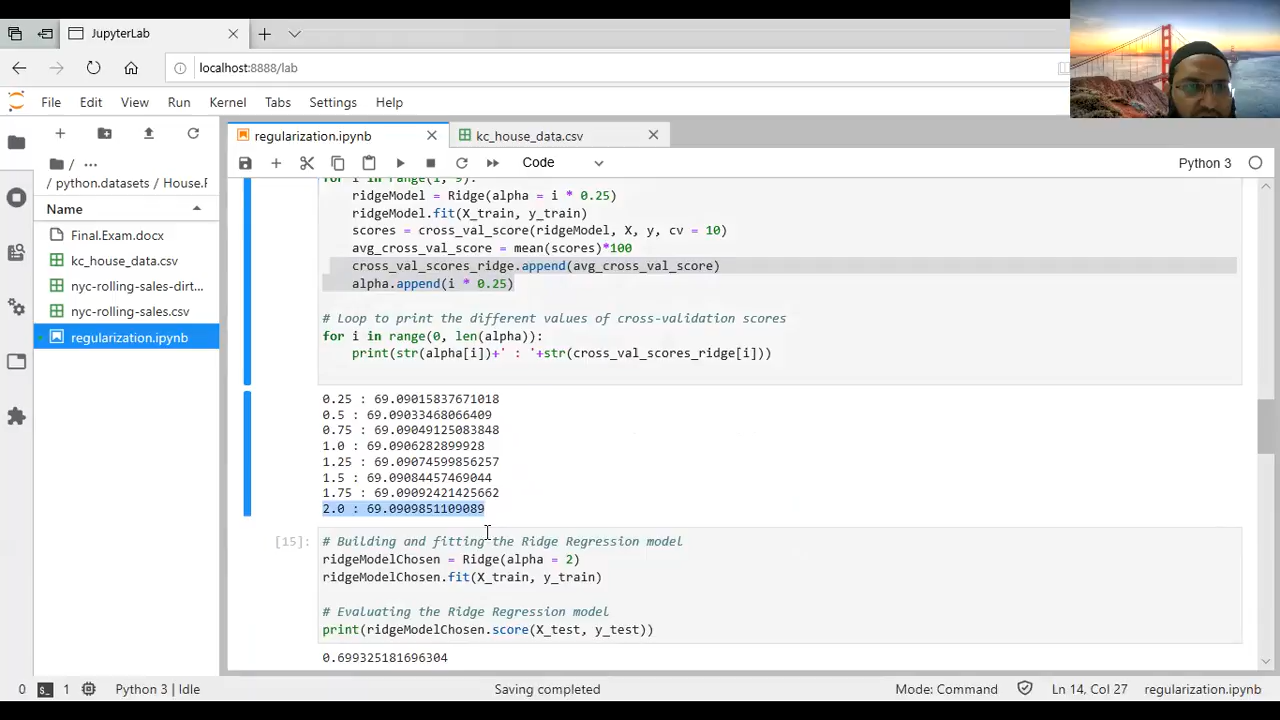 JupyterLab
localhost:8888/lab
File Edit View Run Kernel Tabs Settings Help
regularization.ipynb
kc_house_data.csv
Code
Python 3
/ ...
/ python.datasets / House.F
Name
Final.Exam.docx
kc_house_data.csv
nyc-rolling-sales-dirt...
nyc-rolling-sales.csv
regularization.ipynb
for i in range(1, 9):
ridgeModel = Ridge(alpha = i * 0.25)
ridgeModel.fit(X_train, y_train)
scores = cross_val_score(ridgeModel, X, y, cv = 10)
avg_cross_val_score = mean(scores)*100
cross_val_scores_ridge.append(avg_cross_val_score)
alpha.append(i * 0.25)
# Loop to print the different values of cross-validation scores
for i in range(0, len(alpha)):
print(str(alpha[i])+' : '+str(cross_val_scores_ridge[i]))
0.25 : 69.09015837671018
0.5 : 69.09033468066409
0.75 : 69.09049125083848
1.0 : 69.0906282899928
1.25 : 69.09074599856257
1.5 : 69.09084457469044
1.75 : 69.09092421425662
2.0 : 69.0909851109089
[15]:
# Building and fitting the Ridge Regression model
ridgeModelChosen = Ridge(alpha = 2)
ridgeModelChosen.fit(X_train, y_train)
# Evaluating the Ridge Regression model
print(ridgeModelChosen.score(X_test, y_test))
0.699325181696304
0 1 Python 3 | Idle Saving completed Mode: Command Ln 14, Col 27 regularization.ipynb